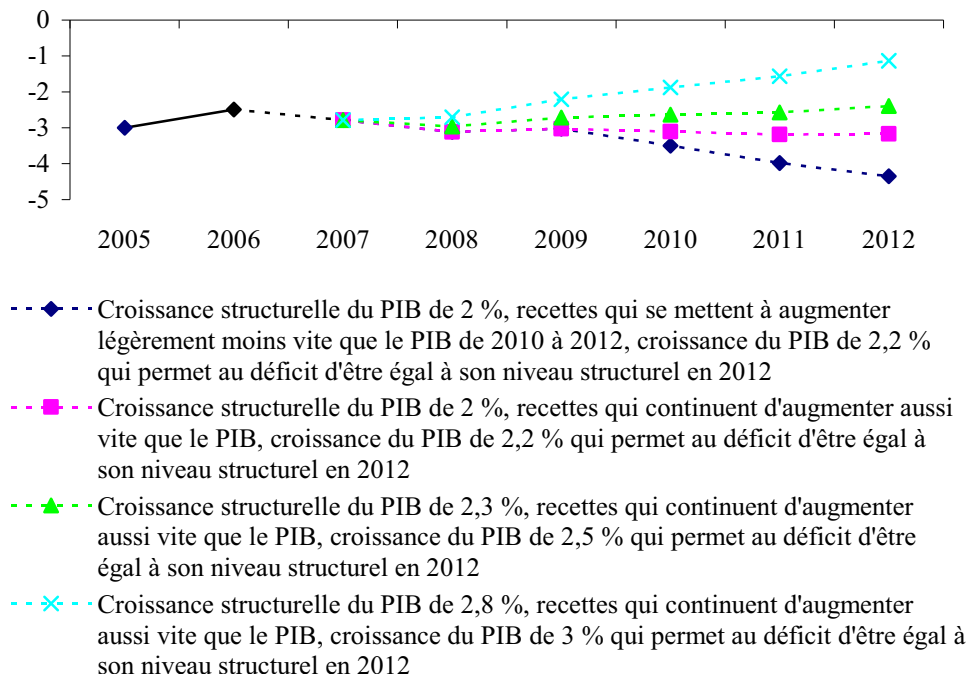 0
-1
-2
-3
-4
-5
2005 2006 2007 2008 2009 2010 2011 2012
Croissance structurelle du PIB de 2 %, recettes qui se mettent à augmenter
légèrement moins vite que le PIB de 2010 à 2012, croissance du PIB de 2,2 %
qui permet au déficit d'être égal à son niveau structurel en 2012
Croissance structurelle du PIB de 2 %, recettes qui continuent d'augmenter aussi
vite que le PIB, croissance du PIB de 2,2 % qui permet au déficit d'être égal à
son niveau structurel en 2012
Croissance structurelle du PIB de 2,3 %, recettes qui continuent d'augmenter
aussi vite que le PIB, croissance du PIB de 2,5 % qui permet au déficit d'être
égal à son niveau structurel en 2012
Croissance structurelle du PIB de 2,8 %, recettes qui continuent d'augmenter
aussi vite que le PIB, croissance du PIB de 3 % qui permet au déficit d'être égal à
son niveau structurel en 2012